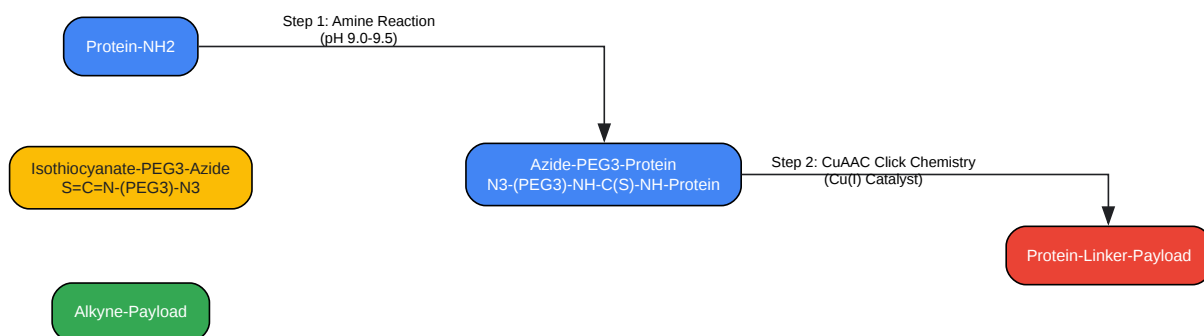 Step 1: Amine Reaction
(pH 9.0-9.5)
Protein-NH2
Isothiocyanate-PEG3-Azide
S=C=N-(PEG3)-N3
Azide-PEG3-Protein
N3-(PEG3)-NH-C(S)-NH-Protein
Step 2: CuAAC Click Chemistry
(Cu(I) Catalyst)
Protein-Linker-Payload
Alkyne-Payload